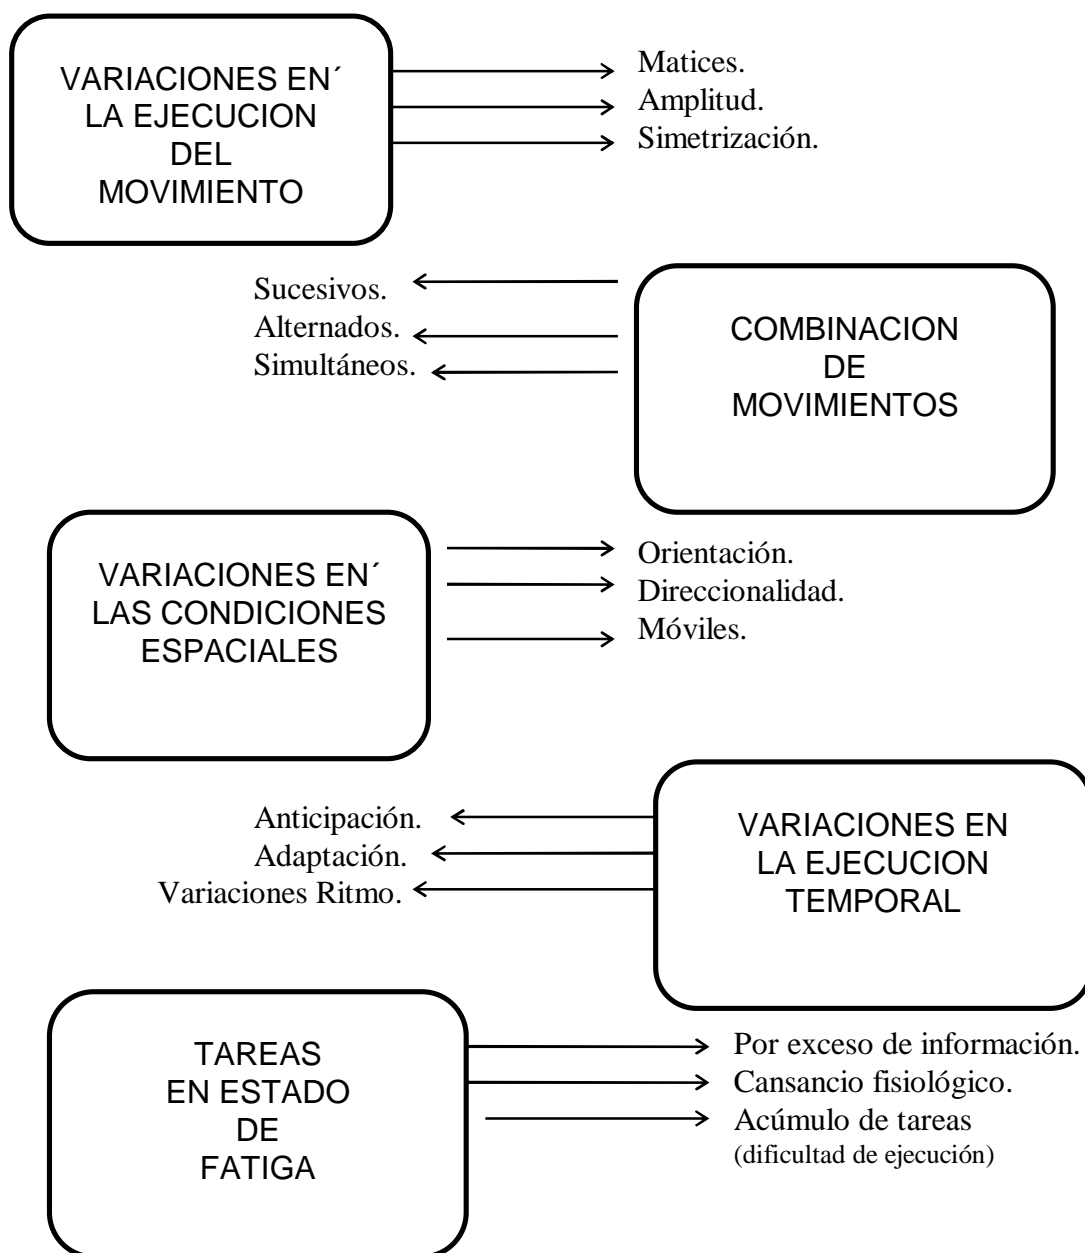 VARIACIONES EN´
LA EJECUCION
DEL
MOVIMIENTO
Matices.
Amplitud.
Simetrización.
Sucesivos.
Alternados.
Simultáneos.
COMBINACION
DE
MOVIMIENTOS
VARIACIONES EN´
LAS CONDICIONES
ESPACIALES
Orientación.
Direccionalidad.
Móviles.
Anticipación.
Adaptación.
Variaciones Ritmo.
VARIACIONES EN
LA EJECUCION
TEMPORAL
TAREAS
EN ESTADO
DE
FATIGA
Por exceso de información.
Cansancio fisiológico.
Acúmulo de tareas
(dificultad de ejecución)